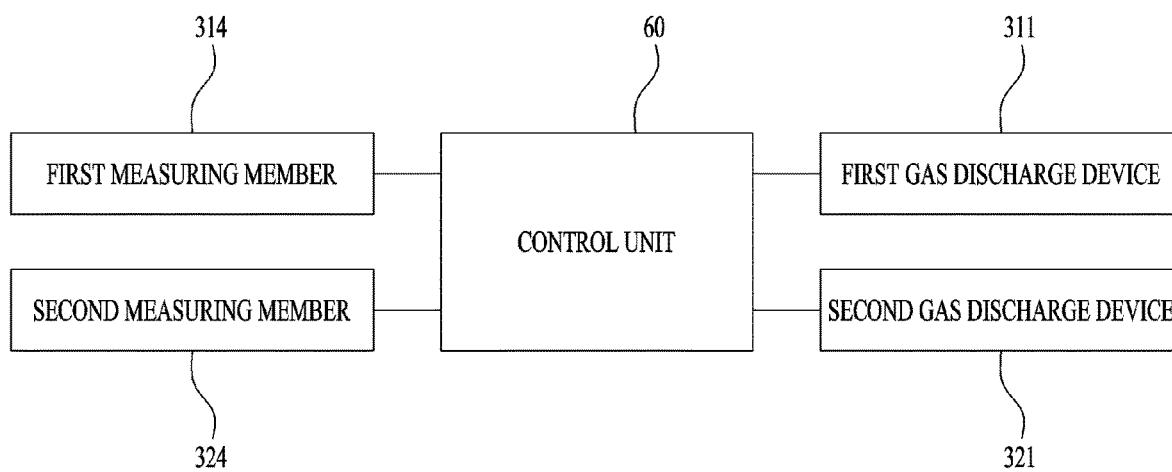 314
60
311
FIRST MEASURING MEMBER
CONTROL UNIT
FIRST GAS DISCHARGE DEVICE
SECOND MEASURING MEMBER
SECOND GAS DISCHARGE DEVICE
324
321